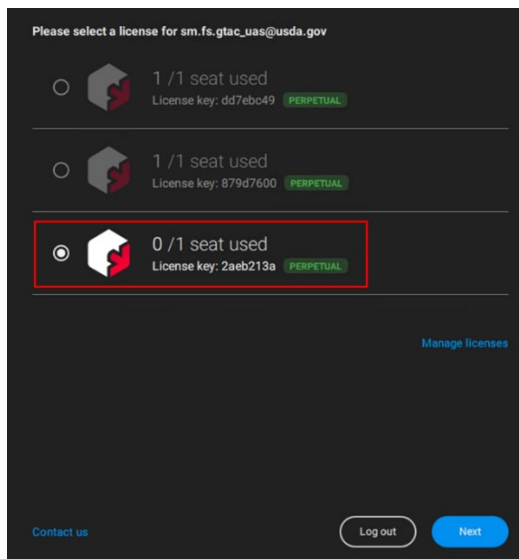 Please select a license for sm.fs.gtac_uas@usda.gov
1 /1 seat used
License key: dd7ebc49 PERPETUAL
1 /1 seat used
License key: 879d7600 PERPETUAL
0 /1 seat used
License key: 2aeb213a PERPETUAL
Manage licenses
Contact us
Log out
Next